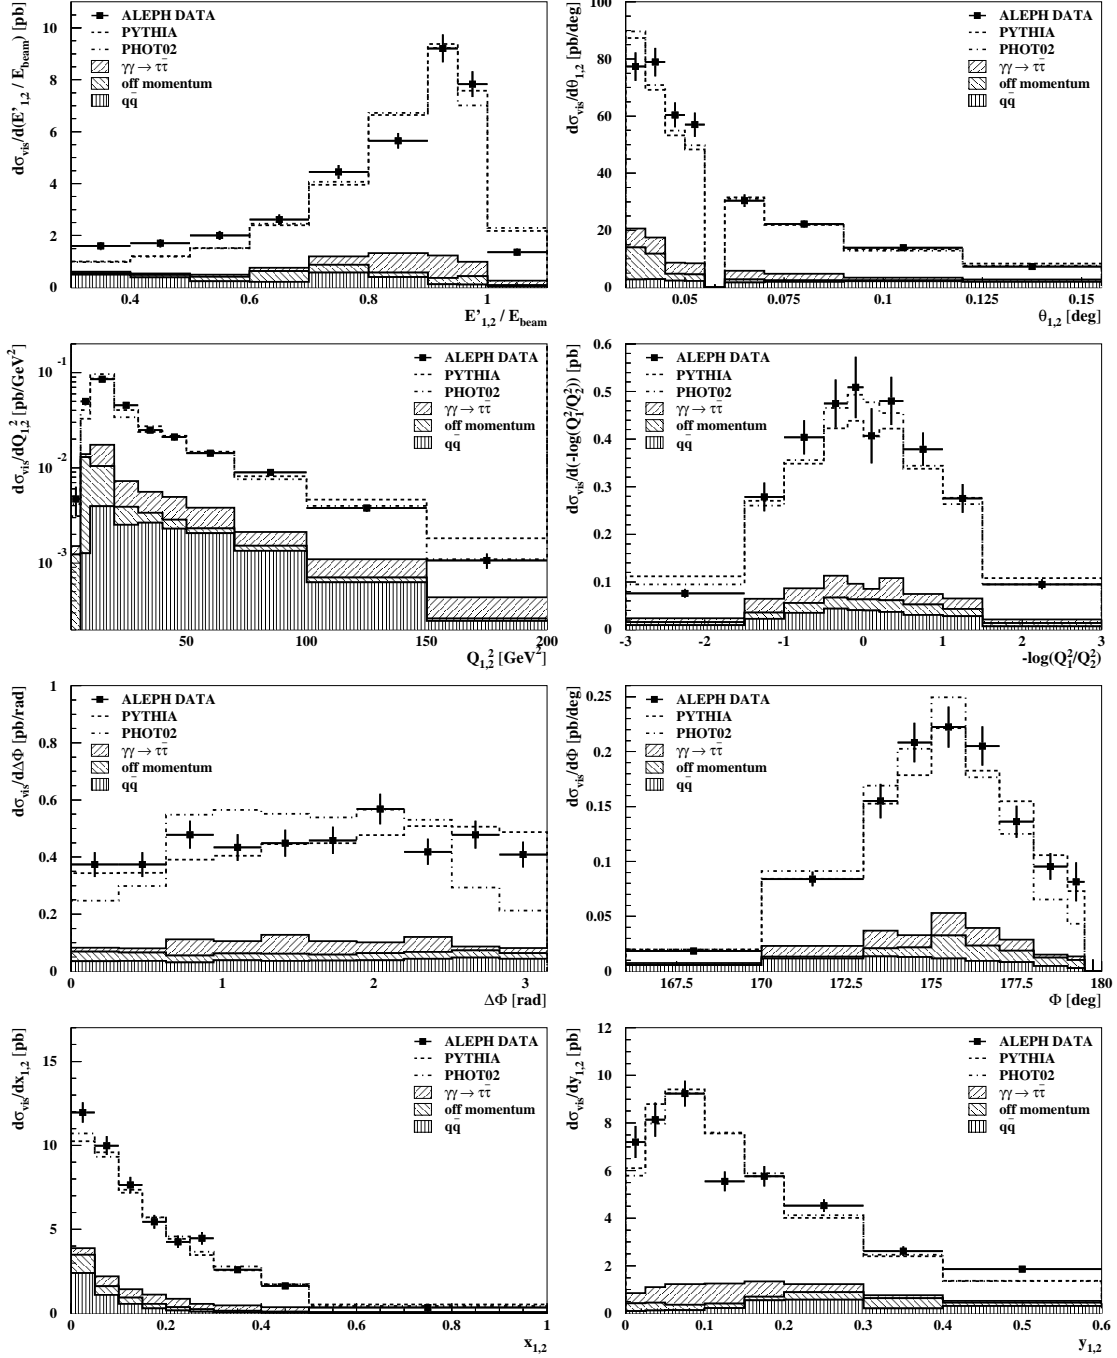 dσvis/d(E'1,2 / Ebeam) [pb]
10
8
6
4
2
0
ALEPH DATA
PYTHIA
PHOT02
γγ → ττ̄
off momentum
qq̄
0.4 0.6 0.8 1
E'1,2 / Ebeam
dσvis/dθ1,2 [pb/deg]
100
80
60
40
20
0
ALEPH DATA
PYTHIA
PHOT02
γγ → ττ̄
off momentum
qq̄
0.05 0.075 0.1 0.125 0.15
θ1,2 [deg]
dσvis/dQ1,2² [pb/GeV²]
10⁻¹
10⁻¹
10⁻²
10⁻³
ALEPH DATA
PYTHIA
PHOT02
γγ → ττ̄
off momentum
qq̄
50 100 150 200
Q1,2² [GeV²]
dσvis/d(-log(Q1²/Q2²)) [pb]
0.6
0.5
0.4
0.3
0.2
0.1
0
ALEPH DATA
PYTHIA
PHOT02
γγ → ττ̄
off momentum
qq̄
-3 -2 -1 0 1 2 3
-log(Q1²/Q2²)
dσvis/dΔΦ [pb/rad]
1
0.8
0.6
0.4
0.2
0
ALEPH DATA
PYTHIA
PHOT02
γγ → ττ̄
off momentum
qq̄
0 1 2 3
ΔΦ [rad]
dσvis/dΦ [pb/deg]
0.25
0.2
0.15
0.1
0.05
0
ALEPH DATA
PYTHIA
PHOT02
γγ → ττ̄
off momentum
qq̄
167.5 170 172.5 175 177.5 180
Φ [deg]
dσvis/dx1,2 [pb]
15
10
5
0
ALEPH DATA
PYTHIA
PHOT02
γγ → ττ̄
off momentum
qq̄
0 0.2 0.4 0.6 0.8 1
x1,2
dσvis/dy1,2 [pb]
12
10
8
6
4
2
0
ALEPH DATA
PYTHIA
PHOT02
γγ → ττ̄
off momentum
qq̄
0 0.1 0.2 0.3 0.4 0.5 0.6
y1,2